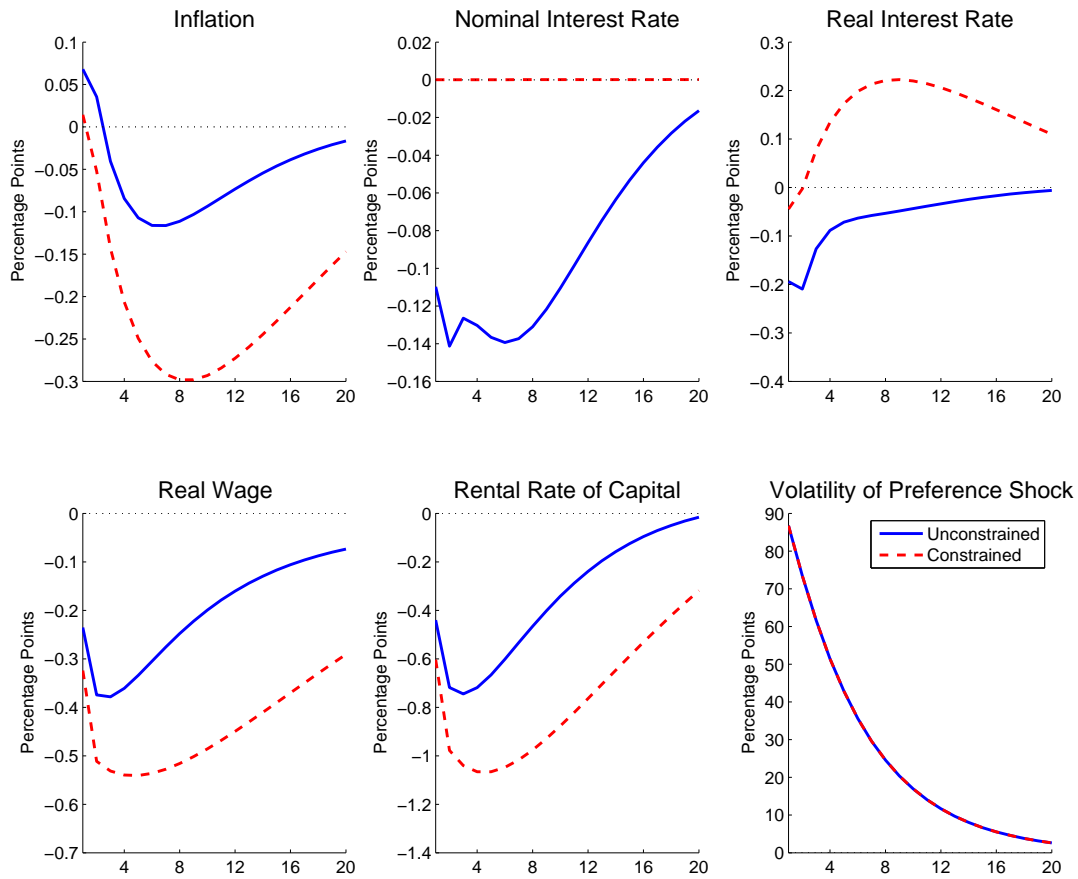 Inflation
Nominal Interest Rate
Real Interest Rate
Percentage Points
0.1
0.05
0
−0.05
−0.1
−0.15
−0.2
−0.25
−0.3
4 8 12 16 20
Percentage Points
0.02
0
−0.02
−0.04
−0.06
−0.08
−0.1
−0.12
−0.14
−0.16
4 8 12 16 20
Percentage Points
0.3
0.2
0.1
0
−0.1
−0.2
−0.3
−0.4
4 8 12 16 20
Real Wage
Rental Rate of Capital
Volatility of Preference Shock
Percentage Points
0
−0.1
−0.2
−0.3
−0.4
−0.5
−0.6
−0.7
4 8 12 16 20
Percentage Points
0
−0.2
−0.4
−0.6
−0.8
−1
−1.2
−1.4
4 8 12 16 20
Percentage Points
90
80
70
60
50
40
30
20
10
0
4 8 12 16 20
Unconstrained
Constrained